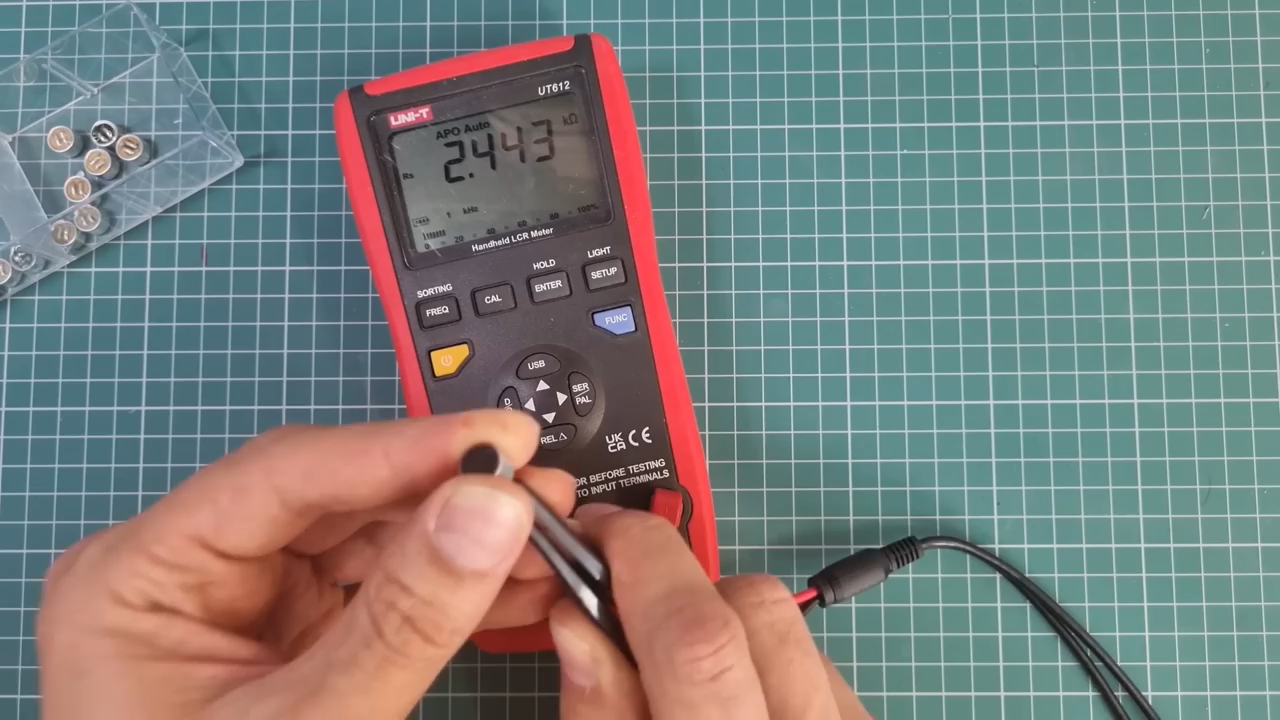 UT612
UNI-T
APO Auto
2.443 kΩ
Rs
1 kHz
0 20 40 60 80 100%
Handheld LCR Meter
SORTING
FREQ
CAL
HOLD
ENTER
LIGHT
SETUP
FUNC
USB
D
SER
PAL
REL △
UK
CA CE
OR BEFORE TESTING
TO INPUT TERMINALS